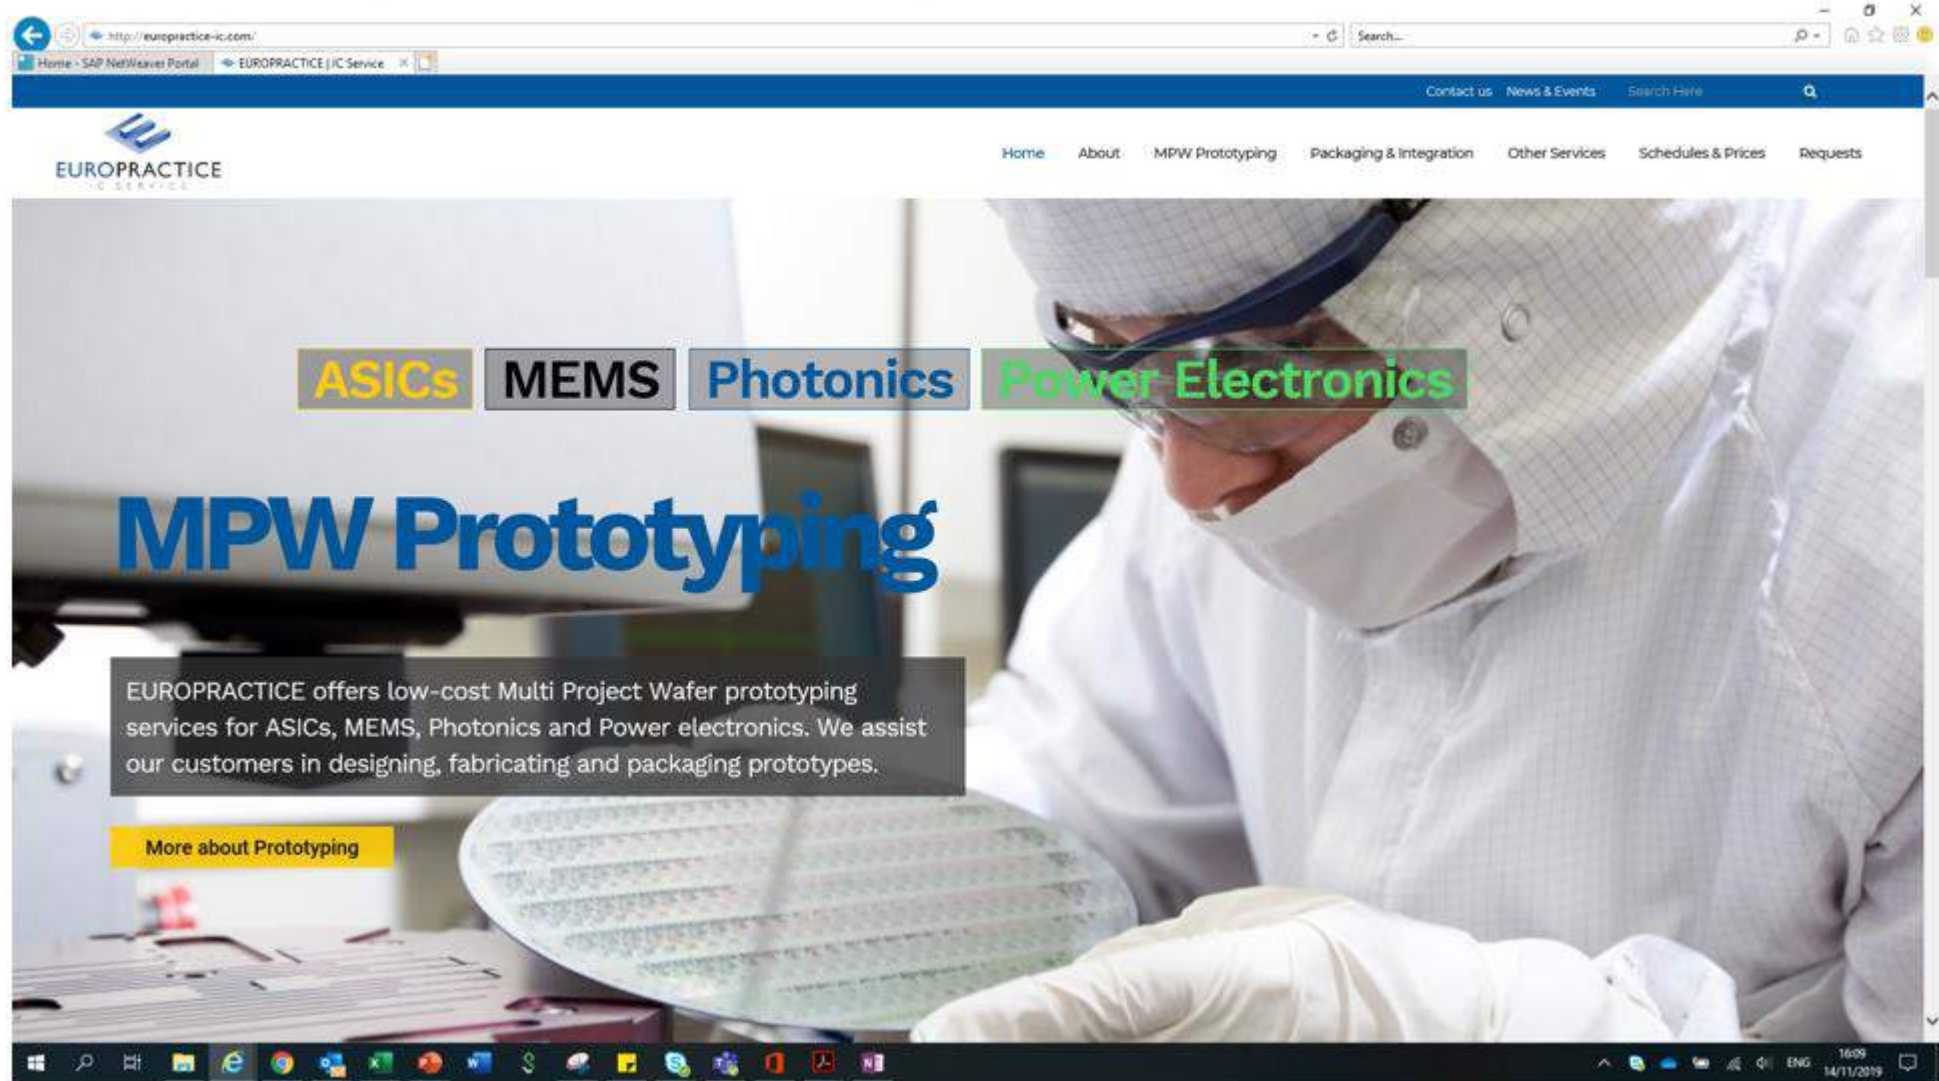 http://europractice-ic.com/
Search...
Home - SAP NetWeaver Portal
EUROPRACTICE | IC Service
Contact us News & Events Search Here
EUROPRACTICE
IC SERVICE
Home About MPW Prototyping Packaging & Integration Other Services Schedules & Prices Requests
ASICs MEMS Photonics Power Electronics
MPW Prototyping
EUROPRACTICE offers low-cost Multi Project Wafer prototyping
services for ASICs, MEMS, Photonics and Power electronics. We assist
our customers in designing, fabricating and packaging prototypes.
More about Prototyping
ENG
16:09
14/11/2019